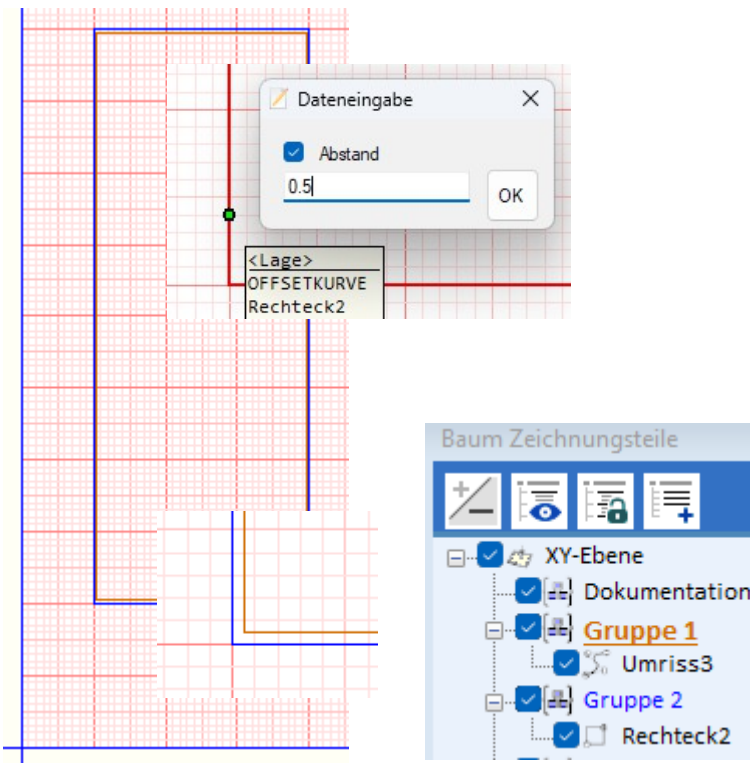 Dateneingabe
Abstand
0.5
OK
<Lage>
OFFSETKURVE
Rechteck2
Baum Zeichnungsteile
XY-Ebene
Dokumentation
Gruppe 1
Umriss3
Gruppe 2
Rechteck2